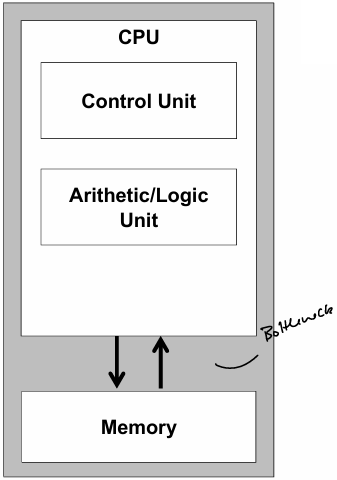 CPU
Control Unit
Arithetic/Logic
Unit
Bottleneck
Memory